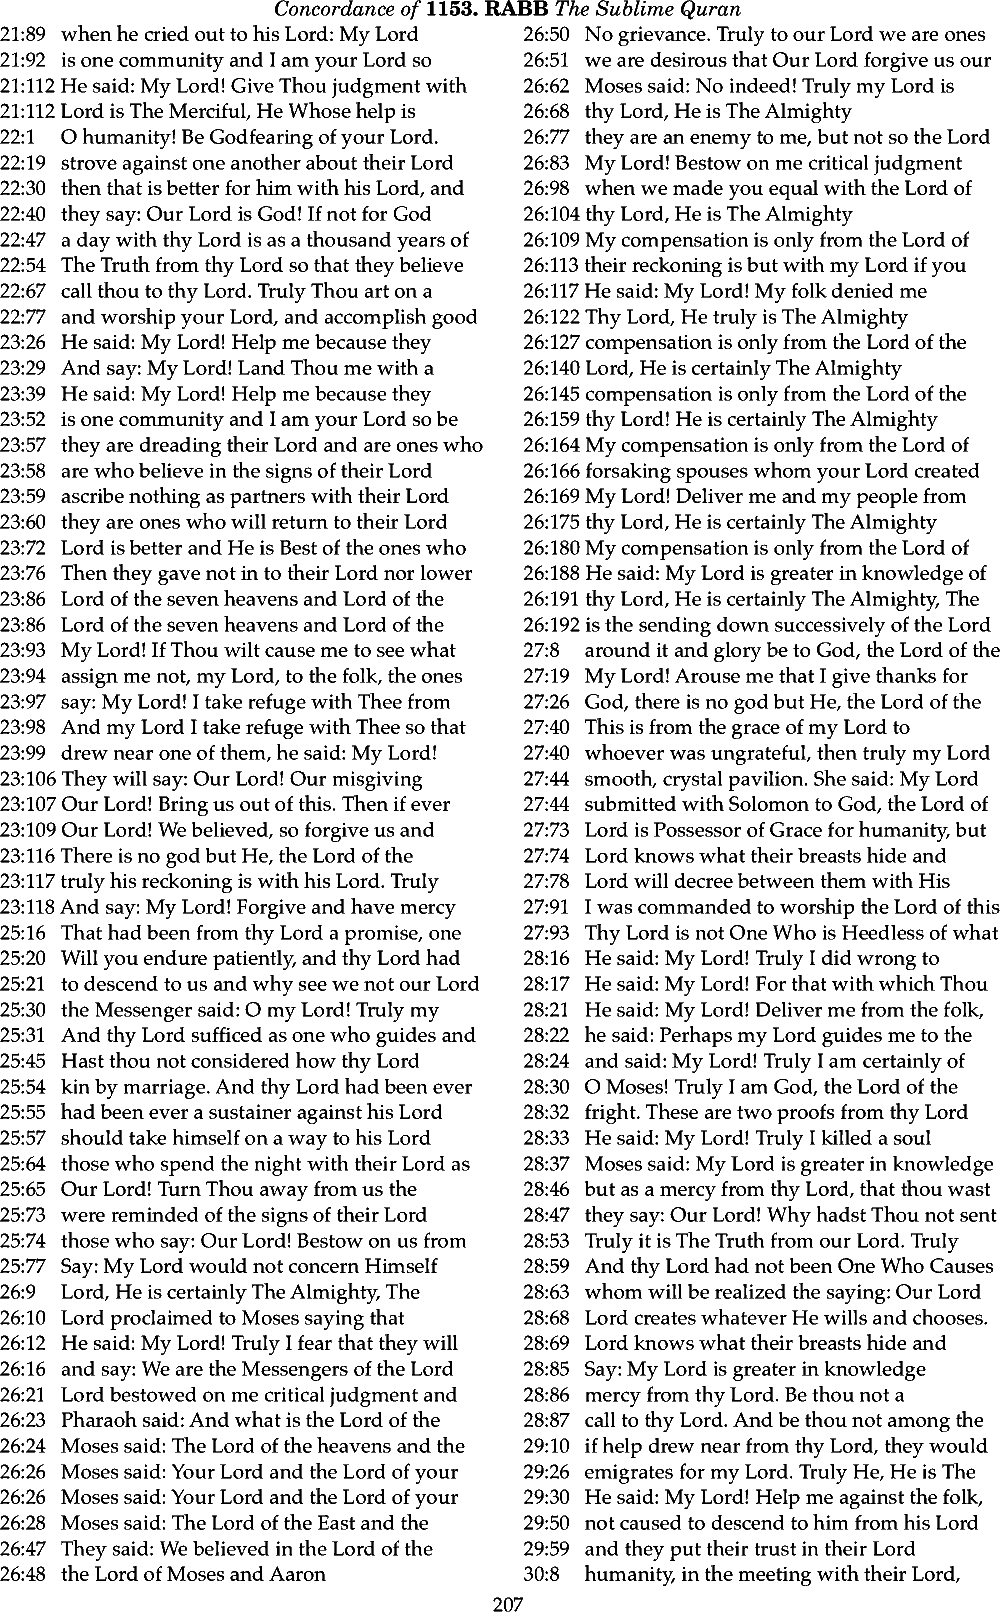 Concordance of 1153. RABB The Sublime Quran
21:89 when he cried out to his Lord: My Lord
21:92 is one community and I am your Lord so
21:112 He said: My Lord! Give Thou judgment with
21:112 Lord is The Merciful, He Whose help is
22:1 O humanity! Be Godfearing of your Lord.
22:19 strove against one another about their Lord
22:30 then that is better for him with his Lord, and
22:40 they say: Our Lord is God! If not for God
22:47 a day with thy Lord is as a thousand years of
22:54 The Truth from thy Lord so that they believe
22:67 call thou to thy Lord. Truly Thou art on a
22:77 and worship your Lord, and accomplish good
23:26 He said: My Lord! Help me because they
23:29 And say: My Lord! Land Thou me with a
23:39 He said: My Lord! Help me because they
23:52 is one community and I am your Lord so be
23:57 they are dreading their Lord and are ones who
23:58 are who believe in the signs of their Lord
23:59 ascribe nothing as partners with their Lord
23:60 they are ones who will return to their Lord
23:72 Lord is better and He is Best of the ones who
23:76 Then they gave not in to their Lord nor lower
23:86 Lord of the seven heavens and Lord of the
23:86 Lord of the seven heavens and Lord of the
23:93 My Lord! If Thou wilt cause me to see what
23:94 assign me not, my Lord, to the folk, the ones
23:97 say: My Lord! I take refuge with Thee from
23:98 And my Lord I take refuge with Thee so that
23:99 drew near one of them, he said: My Lord!
23:106 They will say: Our Lord! Our misgiving
23:107 Our Lord! Bring us out of this. Then if ever
23:109 Our Lord! We believed, so forgive us and
23:116 There is no god but He, the Lord of the
23:117 truly his reckoning is with his Lord. Truly
23:118 And say: My Lord! Forgive and have mercy
25:16 That had been from thy Lord a promise, one
25:20 Will you endure patiently, and thy Lord had
25:21 to descend to us and why see we not our Lord
25:30 the Messenger said: O my Lord! Truly my
25:31 And thy Lord sufficed as one who guides and
25:45 Hast thou not considered how thy Lord
25:54 kin by marriage. And thy Lord had been ever
25:55 had been ever a sustainer against his Lord
25:57 should take himself on a way to his Lord
25:64 those who spend the night with their Lord as
25:65 Our Lord! Turn Thou away from us the
25:73 were reminded of the signs of their Lord
25:74 those who say: Our Lord! Bestow on us from
25:77 Say: My Lord would not concern Himself
26:9 Lord, He is certainly The Almighty, The
26:10 Lord proclaimed to Moses saying that
26:12 He said: My Lord! Truly I fear that they will
26:16 and say: We are the Messengers of the Lord
26:21 Lord bestowed on me critical judgment and
26:23 Pharaoh said: And what is the Lord of the
26:24 Moses said: The Lord of the heavens and the
26:26 Moses said: Your Lord and the Lord of your
26:26 Moses said: Your Lord and the Lord of your
26:28 Moses said: The Lord of the East and the
26:47 They said: We believed in the Lord of the
26:48 the Lord of Moses and Aaron
26:50 No grievance. Truly to our Lord we are ones
26:51 we are desirous that Our Lord forgive us our
26:62 Moses said: No indeed! Truly my Lord is
26:68 thy Lord, He is The Almighty
26:77 they are an enemy to me, but not so the Lord
26:83 My Lord! Bestow on me critical judgment
26:98 when we made you equal with the Lord of
26:104 thy Lord, He is The Almighty
26:109 My compensation is only from the Lord of
26:113 their reckoning is but with my Lord if you
26:117 He said: My Lord! My folk denied me
26:122 Thy Lord, He truly is The Almighty
26:127 compensation is only from the Lord of the
26:140 Lord, He is certainly The Almighty
26:145 compensation is only from the Lord of the
26:159 thy Lord! He is certainly The Almighty
26:164 My compensation is only from the Lord of
26:166 forsaking spouses whom your Lord created
26:169 My Lord! Deliver me and my people from
26:175 thy Lord, He is certainly The Almighty
26:180 My compensation is only from the Lord of
26:188 He said: My Lord is greater in knowledge of
26:191 thy Lord, He is certainly The Almighty, The
26:192 is the sending down successively of the Lord
27:8 around it and glory be to God, the Lord of the
27:19 My Lord! Arouse me that I give thanks for
27:26 God, there is no god but He, the Lord of the
27:40 This is from the grace of my Lord to
27:40 whoever was ungrateful, then truly my Lord
27:44 smooth, crystal pavilion. She said: My Lord
27:44 submitted with Solomon to God, the Lord of
27:73 Lord is Possessor of Grace for humanity, but
27:74 Lord knows what their breasts hide and
27:78 Lord will decree between them with His
27:91 I was commanded to worship the Lord of this
27:93 Thy Lord is not One Who is Heedless of what
28:16 He said: My Lord! Truly I did wrong to
28:17 He said: My Lord! For that with which Thou
28:21 He said: My Lord! Deliver me from the folk,
28:22 he said: Perhaps my Lord guides me to the
28:24 and said: My Lord! Truly I am certainly of
28:30 O Moses! Truly I am God, the Lord of the
28:32 fright. These are two proofs from thy Lord
28:33 He said: My Lord! Truly I killed a soul
28:37 Moses said: My Lord is greater in knowledge
28:46 but as a mercy from thy Lord, that thou wast
28:47 they say: Our Lord! Why hadst Thou not sent
28:53 Truly it is The Truth from our Lord. Truly
28:59 And thy Lord had not been One Who Causes
28:63 whom will be realized the saying: Our Lord
28:68 Lord creates whatever He wills and chooses.
28:69 Lord knows what their breasts hide and
28:85 Say: My Lord is greater in knowledge
28:86 mercy from thy Lord. Be thou not a
28:87 call to thy Lord. And be thou not among the
29:10 if help drew near from thy Lord, they would
29:26 emigrates for my Lord. Truly He, He is The
29:30 He said: My Lord! Help me against the folk,
29:50 not caused to descend to him from his Lord
29:59 and they put their trust in their Lord
30:8 humanity, in the meeting with their Lord,
207